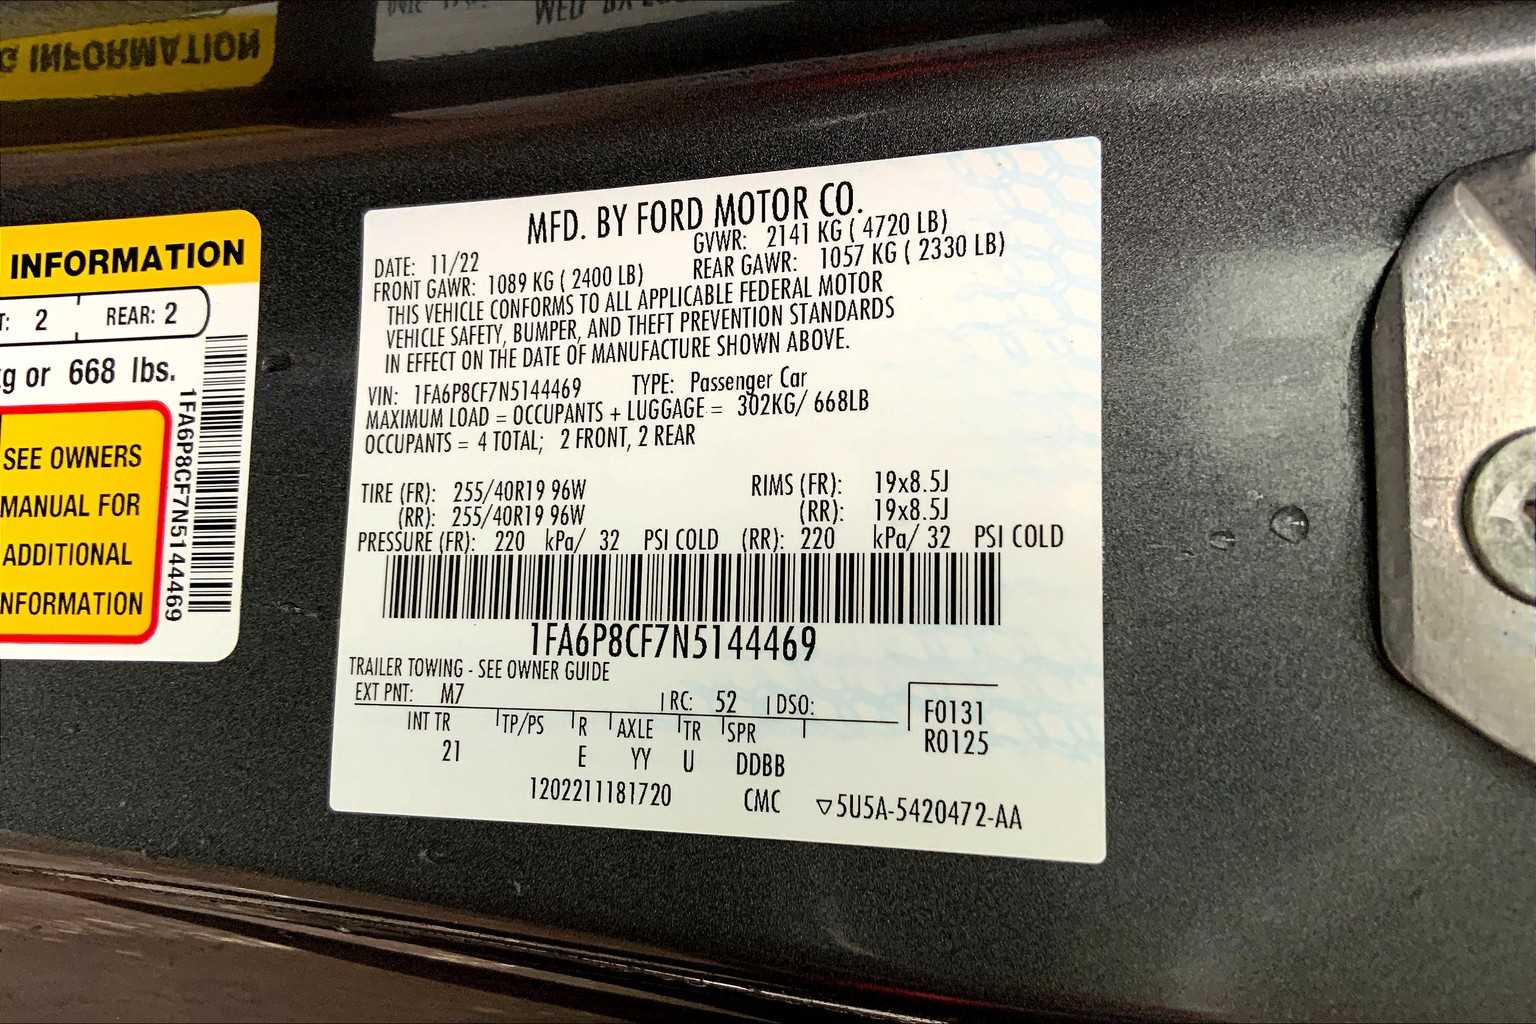 INFORMATION
2 REAR: 2
g or 668 lbs.
SEE OWNERS
MANUAL FOR
ADDITIONAL
INFORMATION
1FA6P8CF7N5144469
MFD. BY FORD MOTOR CO.
DATE: 11/22 GVWR: 2141 KG ( 4720 LB)
FRONT GAWR: 1089 KG ( 2400 LB) REAR GAWR: 1057 KG ( 2330 LB)
THIS VEHICLE CONFORMS TO ALL APPLICABLE FEDERAL MOTOR
VEHICLE SAFETY, BUMPER, AND THEFT PREVENTION STANDARDS
IN EFFECT ON THE DATE OF MANUFACTURE SHOWN ABOVE.
VIN: 1FA6P8CF7N5144469 TYPE: Passenger Car
MAXIMUM LOAD = OCCUPANTS + LUGGAGE = 302KG/ 668LB
OCCUPANTS = 4 TOTAL; 2 FRONT, 2 REAR
TIRE (FR): 255/40R19 96W RIMS (FR): 19x8.5J
(RR): 255/40R19 96W (RR): 19x8.5J
PRESSURE (FR): 220 kPa/ 32 PSI COLD (RR): 220 kPa/ 32 PSI COLD
1FA6P8CF7N5144469
TRAILER TOWING - SEE OWNER GUIDE
EXT PNT: M7 RC: 52 DSO:
F0131
INT TR TP/PS R AXLE TR SPR
R0125
21 E YY U DDBB
1202211181720 CMC ▽5U5A-5420472-AA